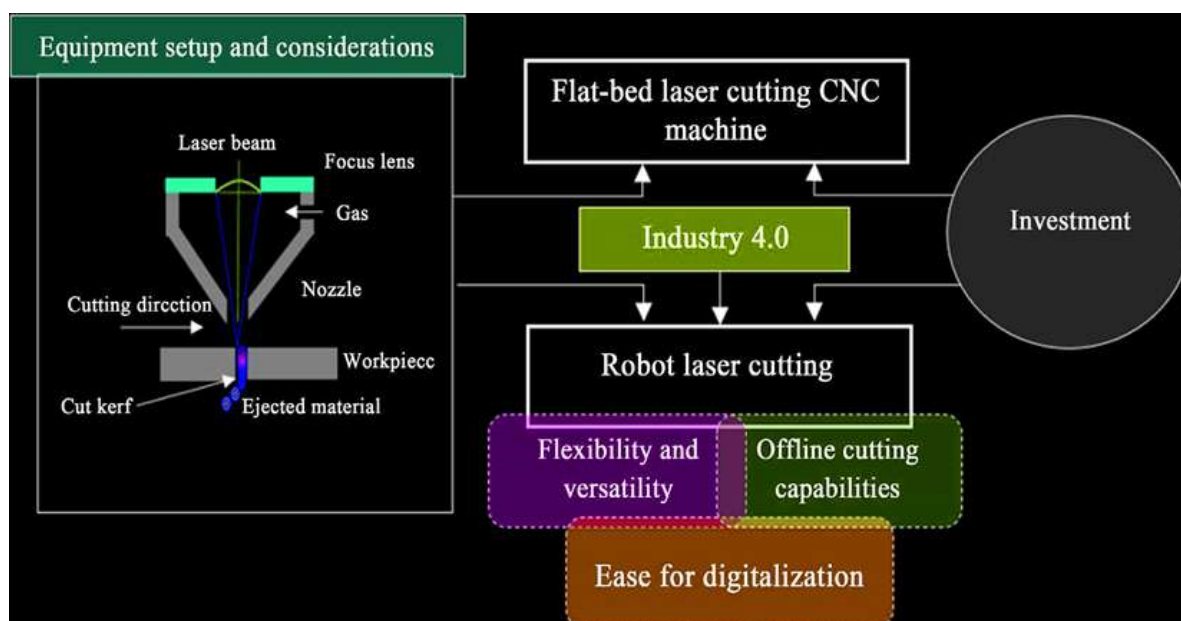 Equipment setup and considerations
Laser beam
Focus lens
Gas
Nozzle
Cutting dircction
Workpiecc
Cut kerf
Ejected material
Flat-bed laser cutting CNC
machine
Industry 4.0
Investment
Robot laser cutting
Flexibility and
versatility
Offline cutting
capabilities
Ease for digitalization